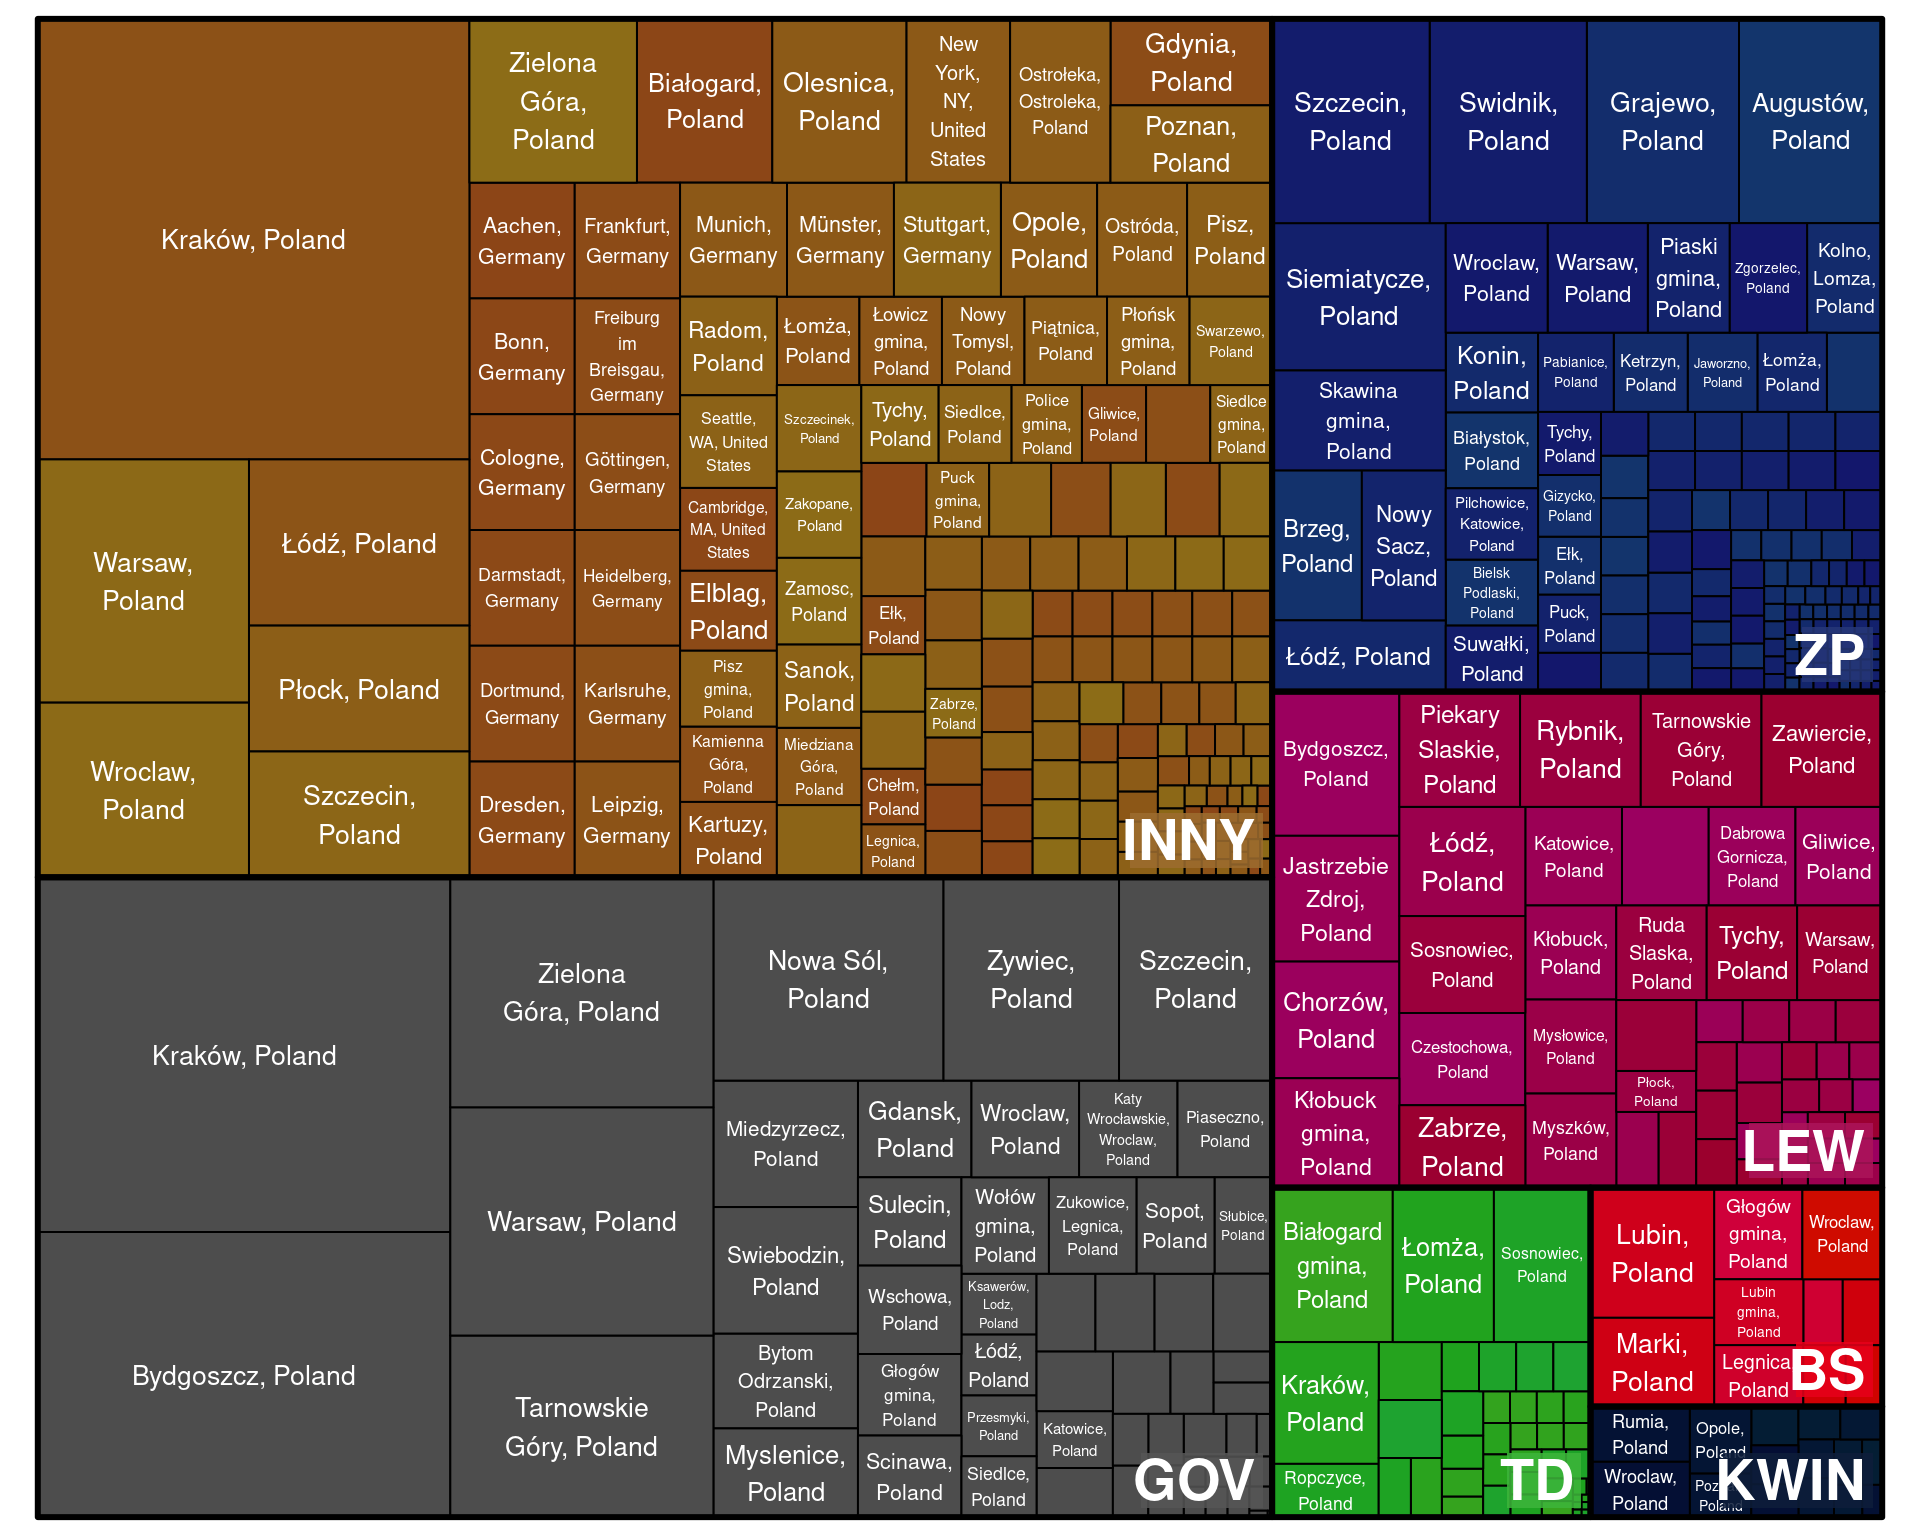 Kraków, Poland
Warsaw,
Poland
Wroclaw,
Poland
Łódź, Poland
Płock, Poland
Szczecin,
Poland
Zielona
Góra,
Poland
Białogard,
Poland
Olesnica,
Poland
New
York,
NY,
United
States
Ostrołeka,
Ostroleka,
Poland
Gdynia,
Poland
Poznan,
Poland
Aachen,
Germany
Frankfurt,
Germany
Bonn,
Germany
Freiburg
im
Breisgau,
Germany
Cologne,
Germany
Göttingen,
Germany
Darmstadt,
Germany
Heidelberg,
Germany
Dortmund,
Germany
Karlsruhe,
Germany
Dresden,
Germany
Leipzig,
Germany
Munich,
Germany
Münster,
Germany
Stuttgart,
Germany
Opole,
Poland
Ostróda,
Poland
Pisz,
Poland
Radom,
Poland
Seattle,
WA, United
States
Cambridge,
MA, United
States
Elblag,
Poland
Pisz
gmina,
Poland
Kamienna
Góra,
Poland
Kartuzy,
Poland
Łomża,
Poland
Łowicz
gmina,
Poland
Nowy
Tomysl,
Poland
Piątnica,
Poland
Płońsk
gmina,
Poland
Swarzewo,
Poland
Szczecinek,
Poland
Zakopane,
Poland
Zamosc,
Poland
Sanok,
Poland
Miedziana
Góra,
Poland
Tychy,
Poland
Siedlce,
Poland
Police
gmina,
Poland
Gliwice,
Poland
Siedlce
gmina,
Poland
Puck
gmina,
Poland
Ełk,
Poland
Zabrze,
Poland
Chełm,
Poland
Legnica,
Poland
INNY
Szczecin,
Poland
Swidnik,
Poland
Grajewo,
Poland
Augustów,
Poland
Siemiatycze,
Poland
Skawina
gmina,
Poland
Brzeg,
Poland
Nowy
Sacz,
Poland
Łódź, Poland
Wroclaw,
Poland
Warsaw,
Poland
Piaski
gmina,
Poland
Zgorzelec,
Poland
Kolno,
Lomza,
Poland
Konin,
Poland
Pabianice,
Poland
Ketrzyn,
Poland
Jaworzno,
Poland
Łomża,
Poland
Białystok,
Poland
Pilchowice,
Katowice,
Poland
Bielsk
Podlaski,
Poland
Suwałki,
Poland
Tychy,
Poland
Gizycko,
Poland
Ełk,
Poland
Puck,
Poland
ZP
Bydgoszcz,
Poland
Jastrzebie
Zdroj,
Poland
Chorzów,
Poland
Kłobuck
gmina,
Poland
Piekary
Slaskie,
Poland
Rybnik,
Poland
Tarnowskie
Góry,
Poland
Zawiercie,
Poland
Łódź,
Poland
Sosnowiec,
Poland
Czestochowa,
Poland
Zabrze,
Poland
Katowice,
Poland
Dabrowa
Gornicza,
Poland
Gliwice,
Poland
Kłobuck,
Poland
Ruda
Slaska,
Poland
Tychy,
Poland
Warsaw,
Poland
Mysłowice,
Poland
Myszków,
Poland
Płock,
Poland
LEW
Kraków, Poland
Bydgoszcz, Poland
Zielona
Góra, Poland
Warsaw, Poland
Tarnowskie
Góry, Poland
Nowa Sól,
Poland
Zywiec,
Poland
Szczecin,
Poland
Miedzyrzecz,
Poland
Swiebodzin,
Poland
Bytom
Odrzanski,
Poland
Myslenice,
Poland
Gdansk,
Poland
Wroclaw,
Poland
Katy
Wrocławskie,
Wroclaw,
Poland
Piaseczno,
Poland
Sulecin,
Poland
Wschowa,
Poland
Głogów
gmina,
Poland
Scinawa,
Poland
Wołów
gmina,
Poland
Zukowice,
Legnica,
Poland
Sopot,
Poland
Słubice,
Poland
Ksawerów,
Lodz,
Poland
Łódź,
Poland
Przesmyki,
Poland
Siedlce,
Poland
Katowice,
Poland
GOV
Białogard
gmina,
Poland
Łomża,
Poland
Sosnowiec,
Poland
Kraków,
Poland
Ropczyce,
Poland
TD
Lubin,
Poland
Marki,
Poland
Głogów
gmina,
Poland
Wroclaw,
Poland
Lubin
gmina,
Poland
Legnica
Poland
BS
Rumia,
Poland
Wroclaw,
Poland
Opole,
Poland
Poland
KWIN